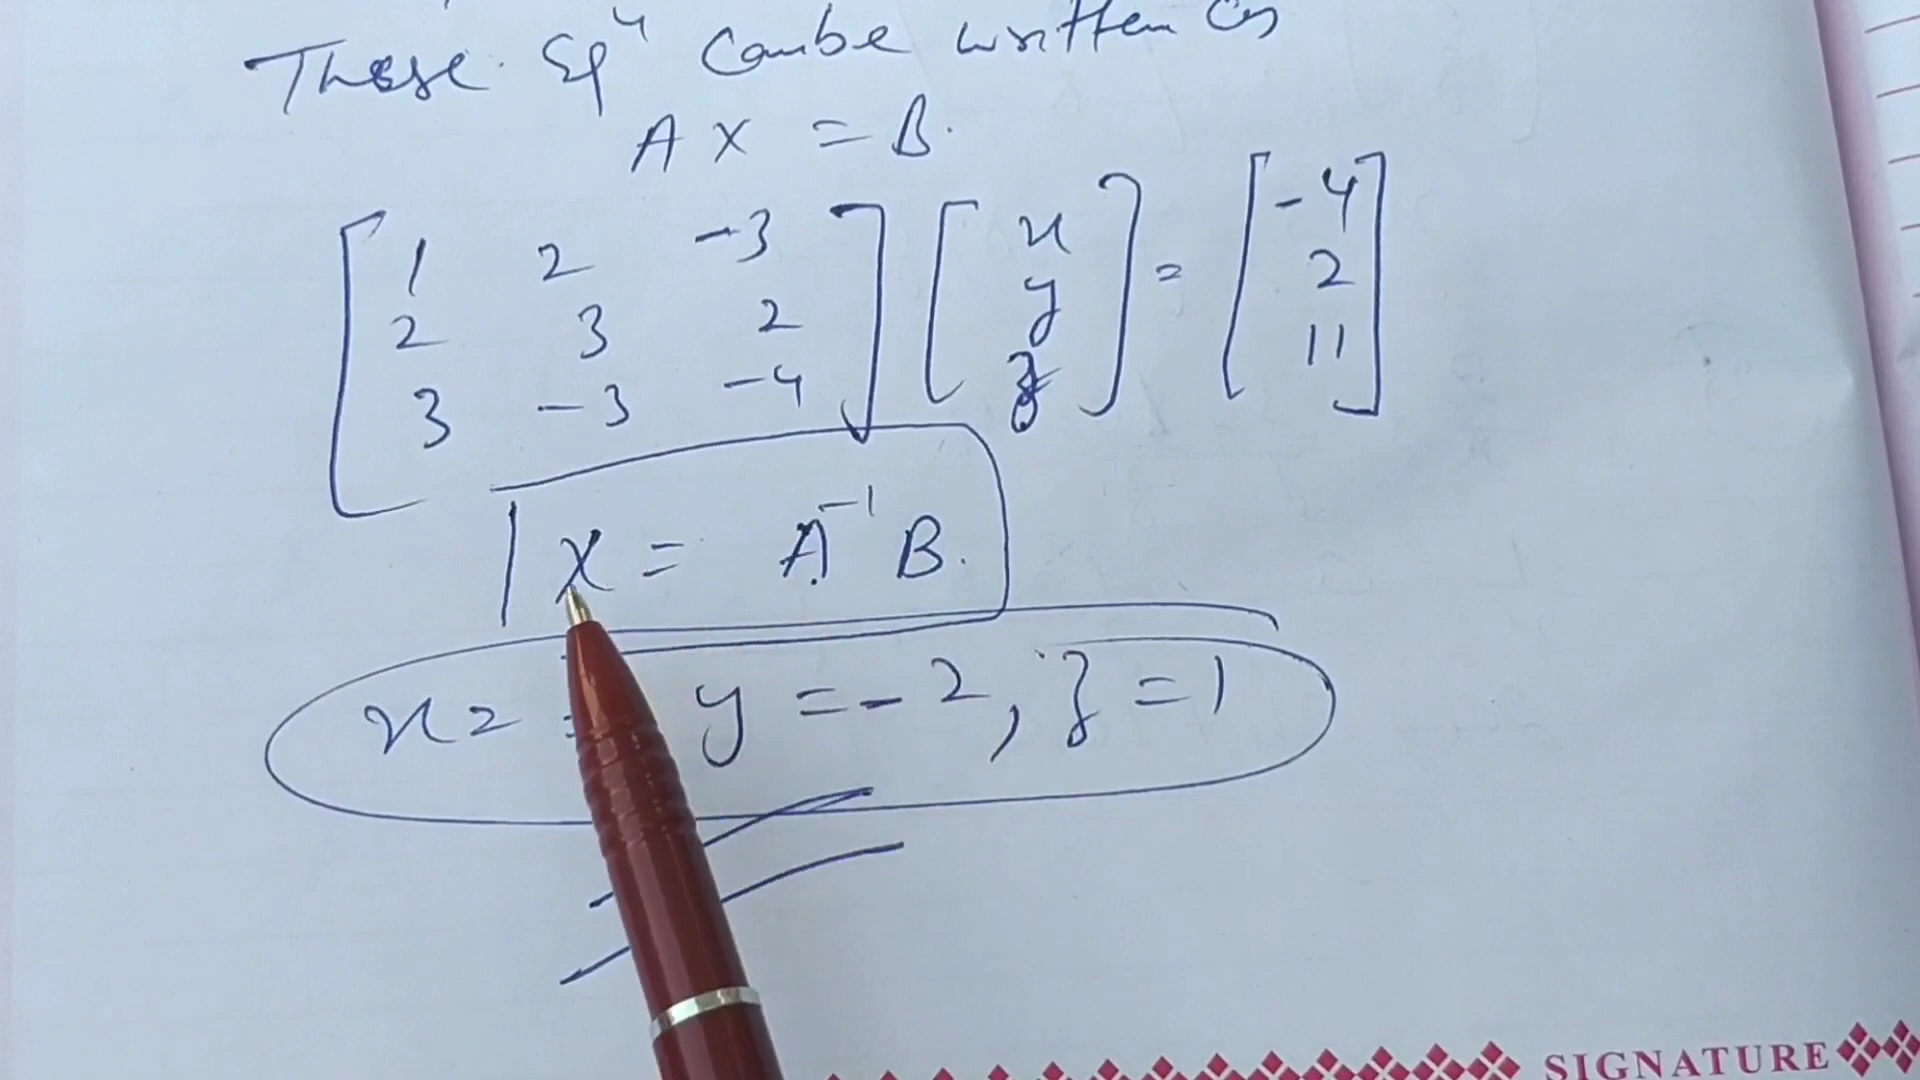 These Eqn can be written as
A X = B.
[1 2 -3] [x] = [-4]
[2 3 2] [y] [2]
[3 -3 -4] [z] [11]
X = A⁻¹ B.
x = y = -2, z = 1
SIGNATURE